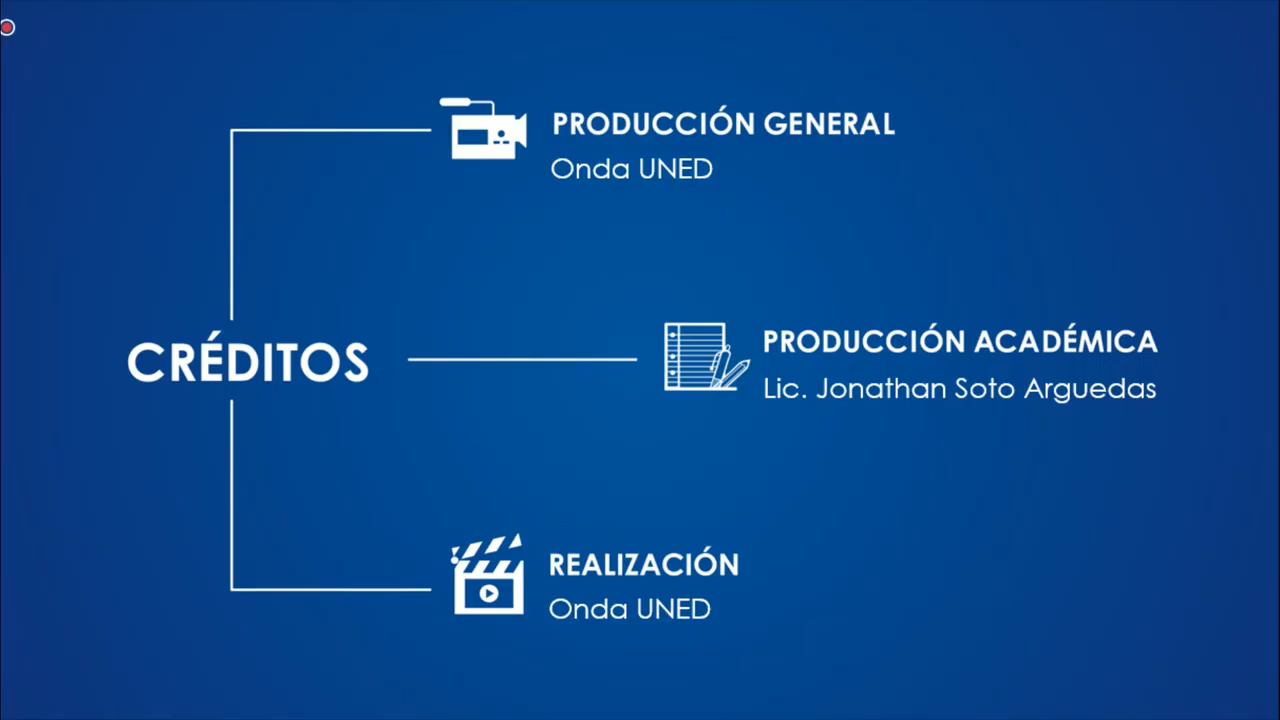 PRODUCCIÓN GENERAL
Onda UNED
CRÉDITOS
PRODUCCIÓN ACADÉMICA
Lic. Jonathan Soto Arguedas
REALIZACIÓN
Onda UNED